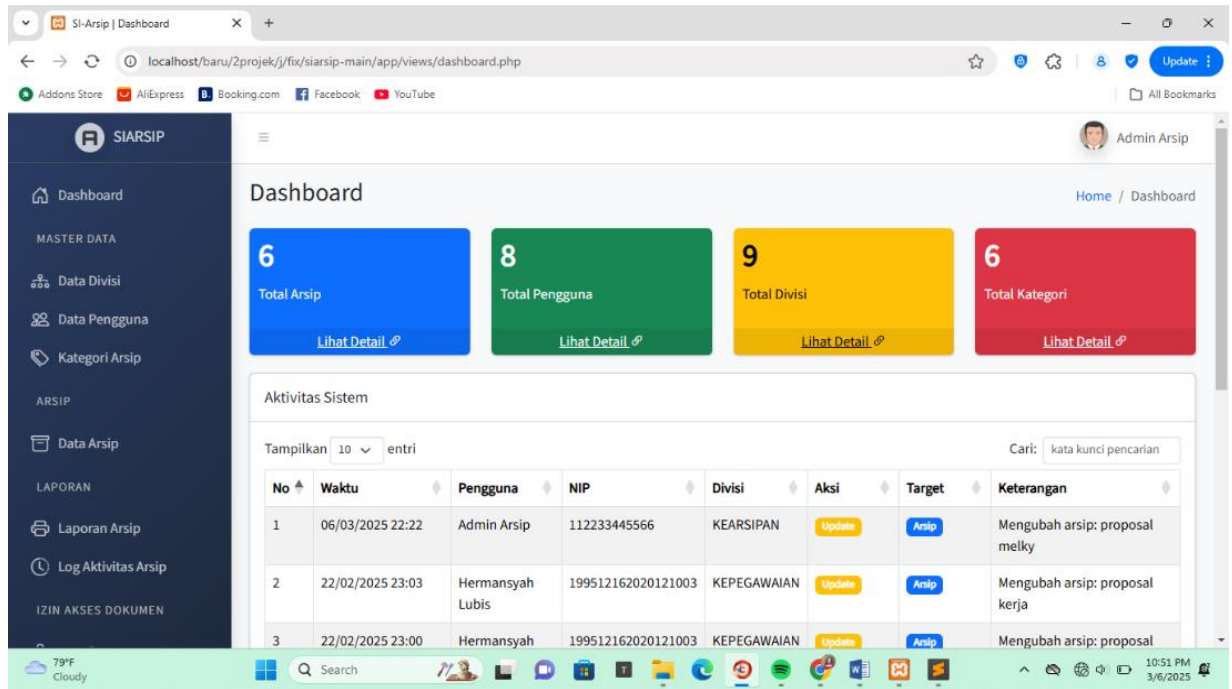 SI-Arsip | Dashboard
localhost/baru/2projek/j/fix/siarsip-main/app/views/dashboard.php
Update
Addons Store AliExpress Booking.com Facebook YouTube All Bookmarks
SIARSIP
Admin Arsip
Dashboard
MASTER DATA
Data Divisi
Data Pengguna
Kategori Arsip
ARSIP
Data Arsip
LAPORAN
Laporan Arsip
Log Aktivitas Arsip
IZIN AKSES DOKUMEN
Dashboard
Home / Dashboard
6
Total Arsip
Lihat Detail
8
Total Pengguna
Lihat Detail
9
Total Divisi
Lihat Detail
6
Total Kategori
Lihat Detail
Aktivitas Sistem
Tampilkan 10 entri
Cari: kata kunci pencarian
No Waktu Pengguna NIP Divisi Aksi Target Keterangan
1 06/03/2025 22:22 Admin Arsip 112233445566 KEARSIPAN Update Arsip Mengubah arsip: proposal
melky
2 22/02/2025 23:03 Hermansyah 199512162020121003 KEPEGAWAIAN Update Arsip Mengubah arsip: proposal
Lubis kerja
3 22/02/2025 23:00 Hermansyah 199512162020121003 KEPEGAWAIAN Update Arsip Mengubah arsip: proposal
79°F
Cloudy
Search
10:51 PM
3/6/2025